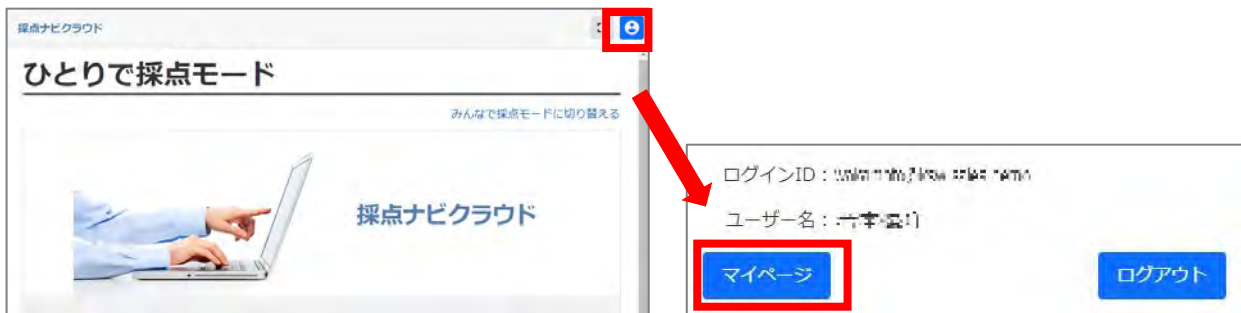 採点ナビクラウド
ひとりで採点モード
みんなで採点モードに切り替える
採点ナビクラウド
ログインID：
ユーザー名：
マイページ
ログアウト